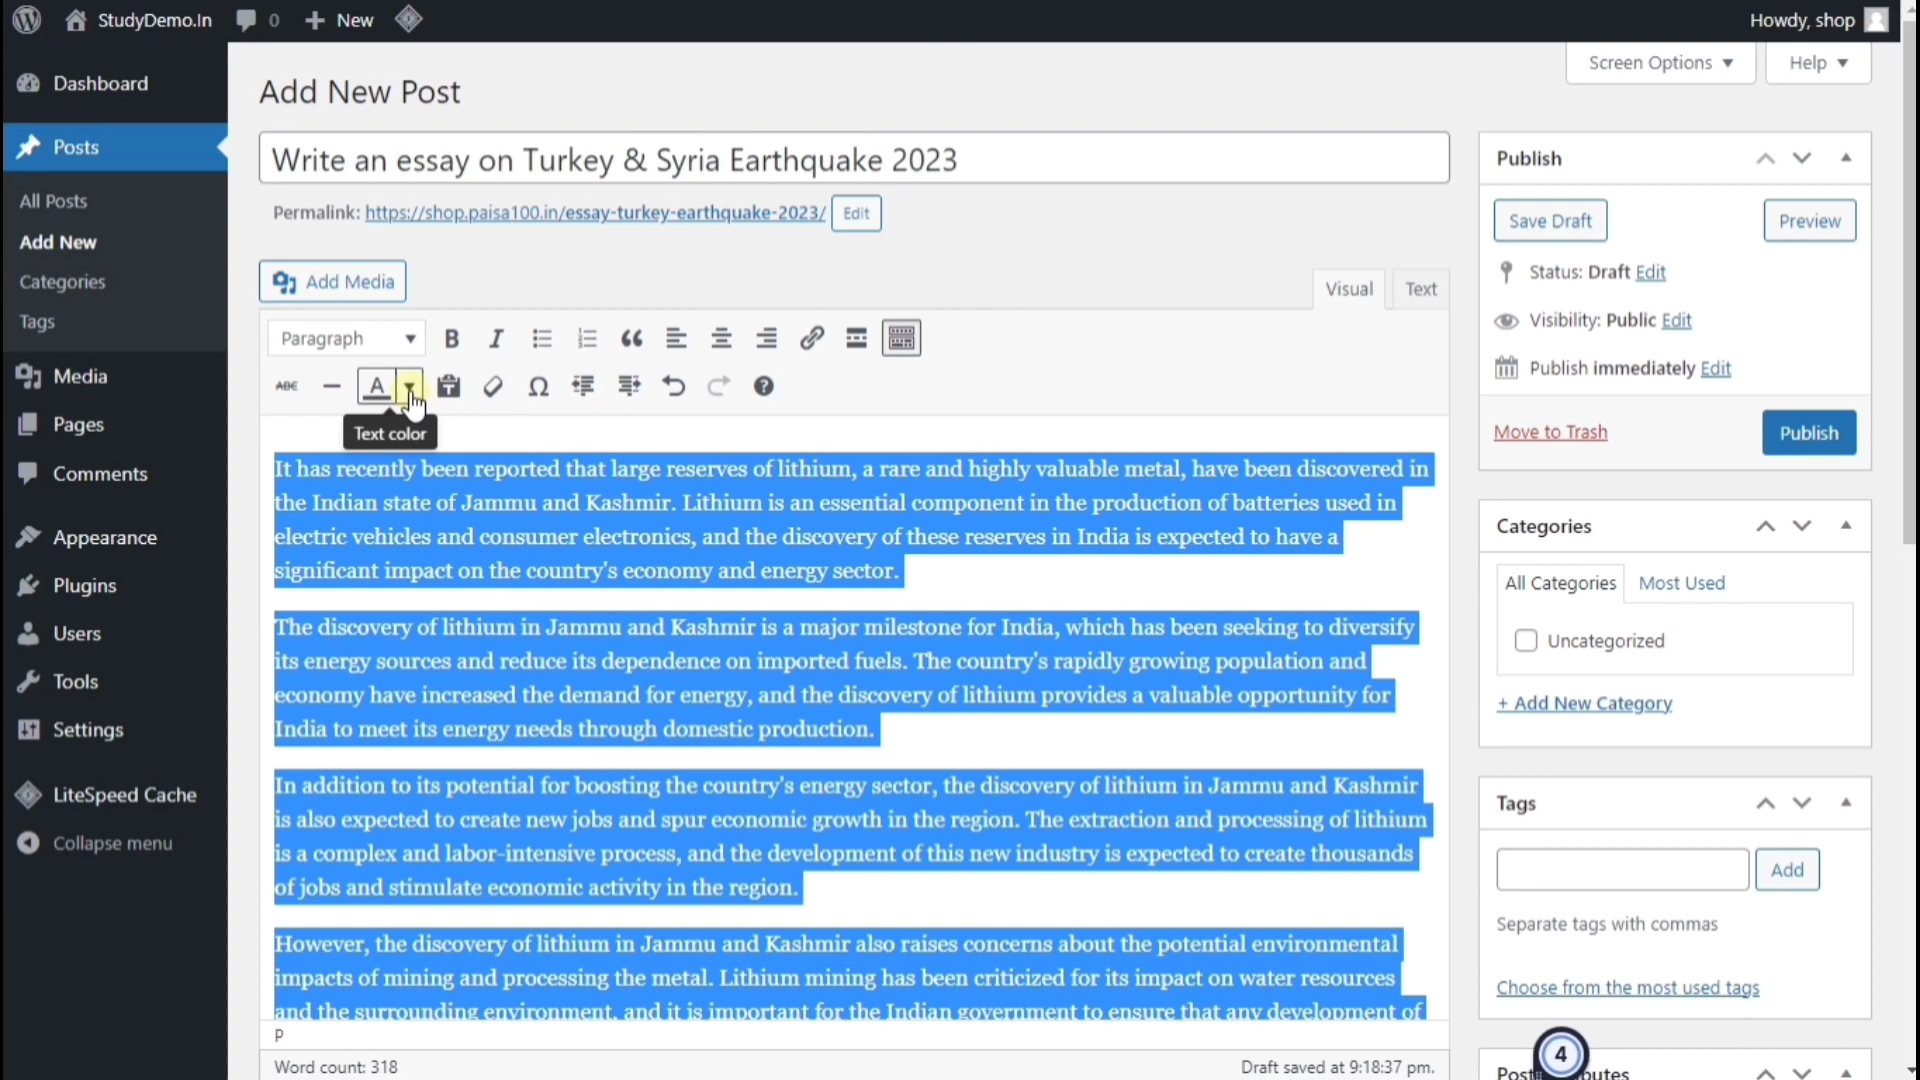 StudyDemo.In 0 New Howdy, shop
Screen Options Help
Dashboard
Posts
All Posts
Add New
Categories
Tags
Media
Pages
Comments
Appearance
Plugins
Users
Tools
Settings
LiteSpeed Cache
Collapse menu
Add New Post
Write an essay on Turkey & Syria Earthquake 2023
Permalink: https://shop.paisa100.in/essay-turkey-earthquake-2023/ Edit
Add Media
Visual Text
Paragraph B I
ABC A
Text color
It has recently been reported that large reserves of lithium, a rare and highly valuable metal, have been discovered in
the Indian state of Jammu and Kashmir. Lithium is an essential component in the production of batteries used in
electric vehicles and consumer electronics, and the discovery of these reserves in India is expected to have a
significant impact on the country's economy and energy sector.
The discovery of lithium in Jammu and Kashmir is a major milestone for India, which has been seeking to diversify
its energy sources and reduce its dependence on imported fuels. The country's rapidly growing population and
economy have increased the demand for energy, and the discovery of lithium provides a valuable opportunity for
India to meet its energy needs through domestic production.
In addition to its potential for boosting the country's energy sector, the discovery of lithium in Jammu and Kashmir
is also expected to create new jobs and spur economic growth in the region. The extraction and processing of lithium
is a complex and labor-intensive process, and the development of this new industry is expected to create thousands
of jobs and stimulate economic activity in the region.
However, the discovery of lithium in Jammu and Kashmir also raises concerns about the potential environmental
impacts of mining and processing the metal. Lithium mining has been criticized for its impact on water resources
and the surrounding environment, and it is important for the Indian government to ensure that any development of
P
Word count: 318 Draft saved at 9:18:37 pm.
Publish
Save Draft Preview
Status: Draft Edit
Visibility: Public Edit
Publish immediately Edit
Move to Trash Publish
Categories
All Categories Most Used
Uncategorized
+ Add New Category
Tags
Add
Separate tags with commas
Choose from the most used tags
4